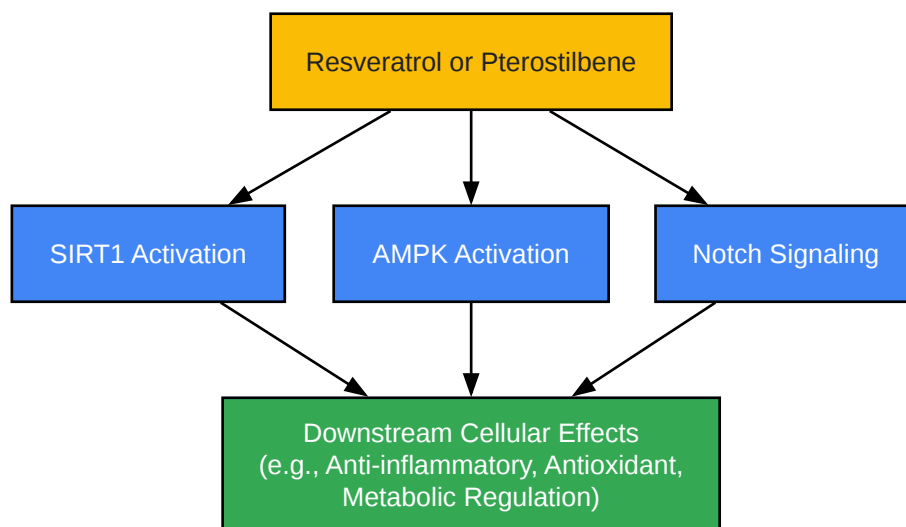 Resveratrol or Pterostilbene
SIRT1 Activation
AMPK Activation
Notch Signaling
Downstream Cellular Effects
(e.g., Anti-inflammatory, Antioxidant,
Metabolic Regulation)